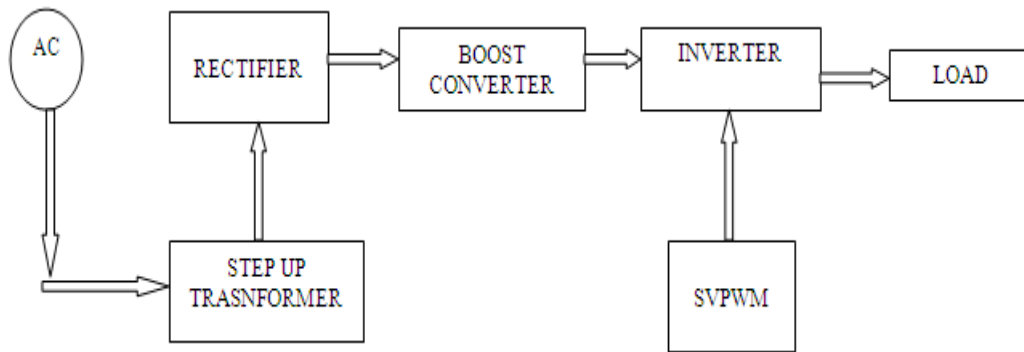 AC
RECTIFIER
BOOST
CONVERTER
INVERTER
LOAD
STEP UP
TRASNFORMER
SVPWM